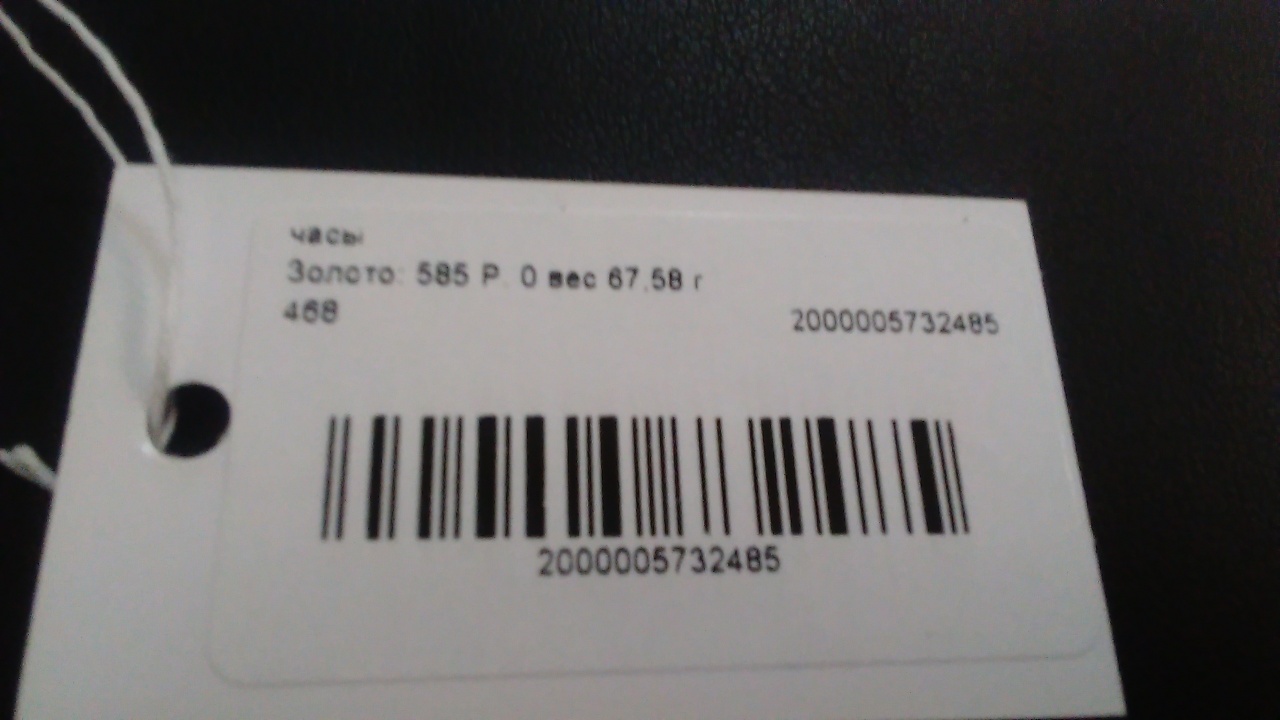 часы
Золото: 585 Р. 0 вес 67,58 г
468
2000005732485
2000005732485